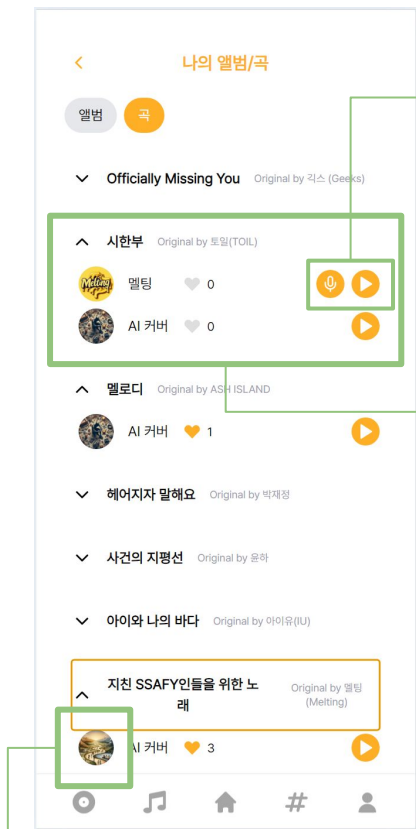 나의 앨범/곡
앨범 곡
Officially Missing You Original by 긱스 (Geeks)
시한부 Original by 토일(TOIL)
Melting 멜팅 0
AI 커버 0
멜로디 Original by ASH ISLAND
AI 커버 1
헤어지자 말해요 Original by 박재정
사건의 지평선 Original by 윤하
아이와 나의 바다 Original by 아이유(IU)
지친 SSAFY인들을 위한 노 Original by 멜팅
래 (Melting)
AI 커버 3
#